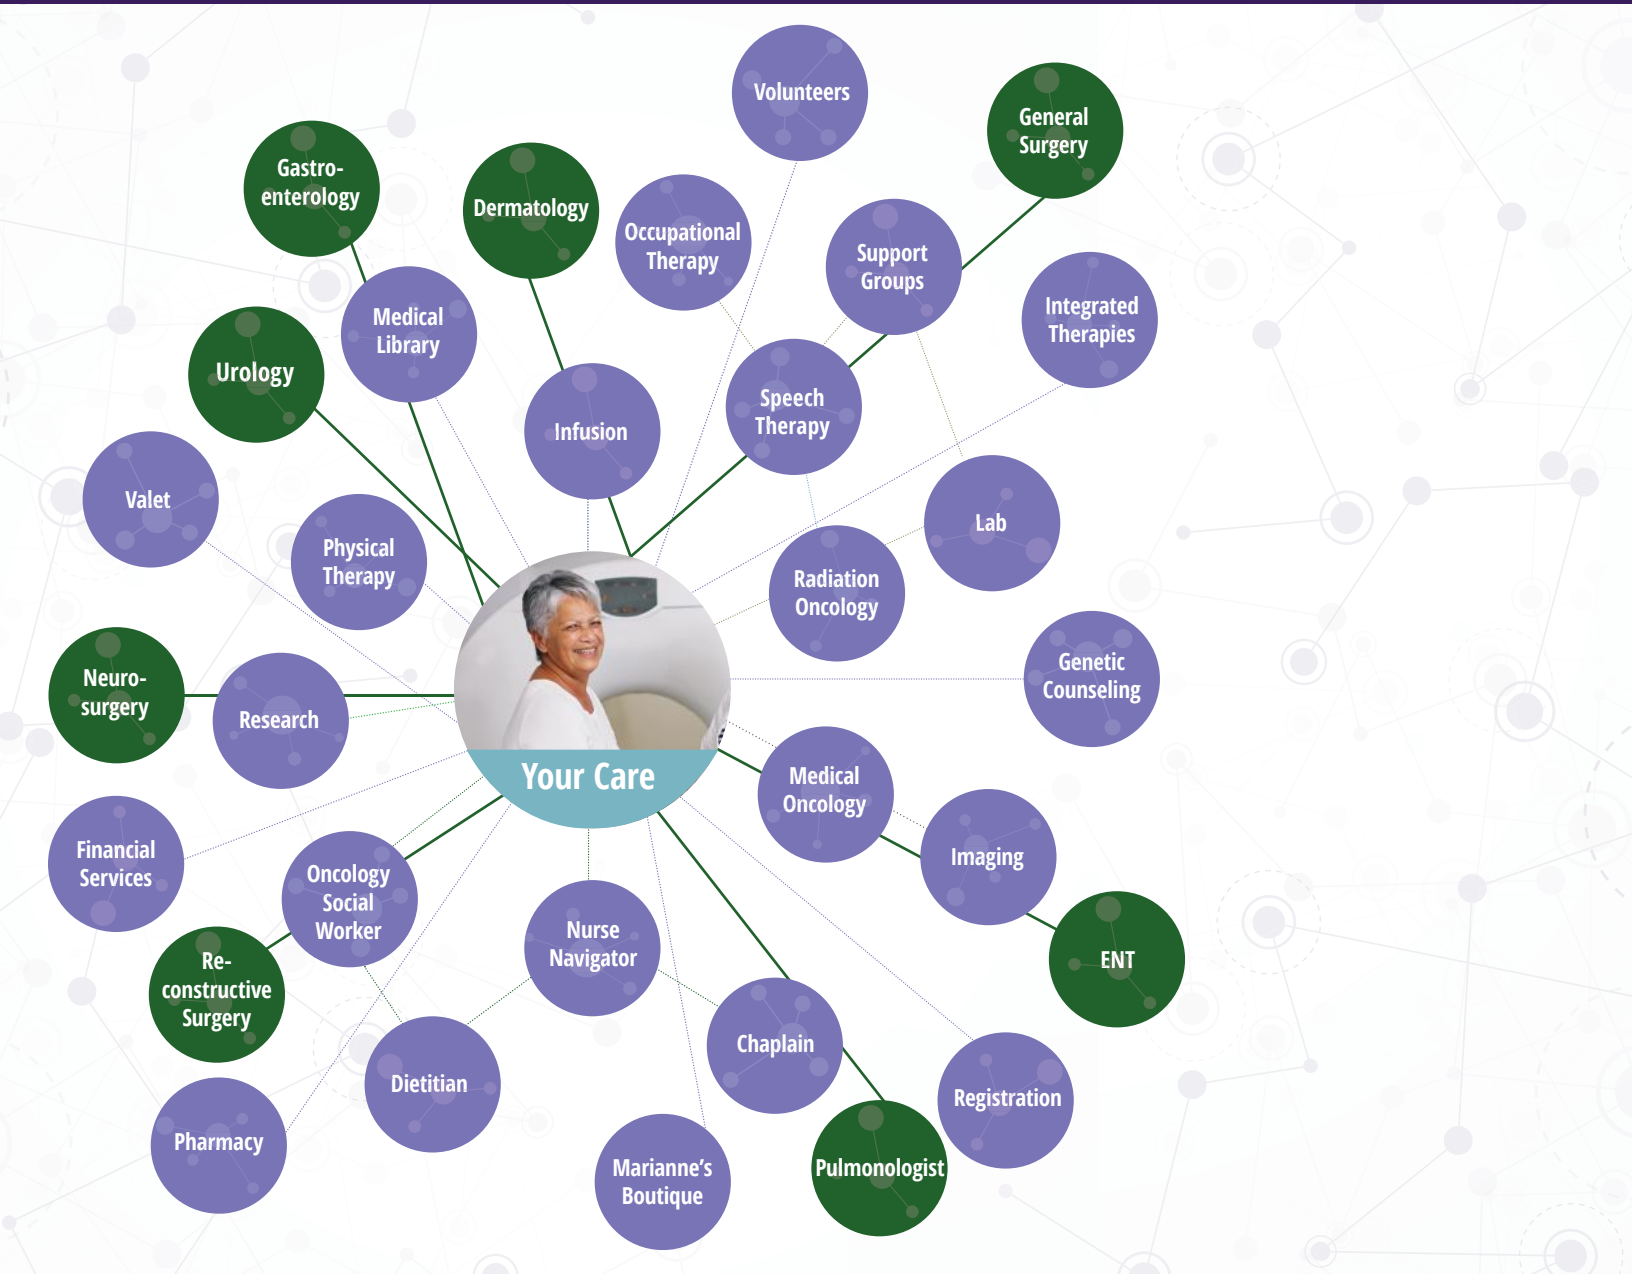 Volunteers
General
Surgery
Gastro-
enterology
Dermatology
Occupational
Therapy
Support
Groups
Integrated
Therapies
Medical
Library
Urology
Infusion
Speech
Therapy
Valet
Physical
Therapy
Lab
Radiation
Oncology
Genetic
Counseling
Neuro-
surgery
Research
Your Care
Medical
Oncology
Imaging
Financial
Services
Oncology
Social
Worker
Nurse
Navigator
ENT
Re-
constructive
Surgery
Chaplain
Dietitian
Registration
Pharmacy
Marianne’s
Boutique
Pulmonologist